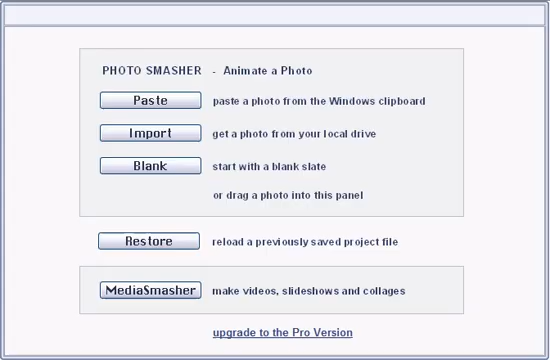 PHOTO SMASHER - Animate a Photo
Paste paste a photo from the Windows clipboard
Import get a photo from your local drive
Blank start with a blank slate
or drag a photo into this panel
Restore reload a previously saved project file
MediaSmasher make videos, slideshows and collages
upgrade to the Pro Version